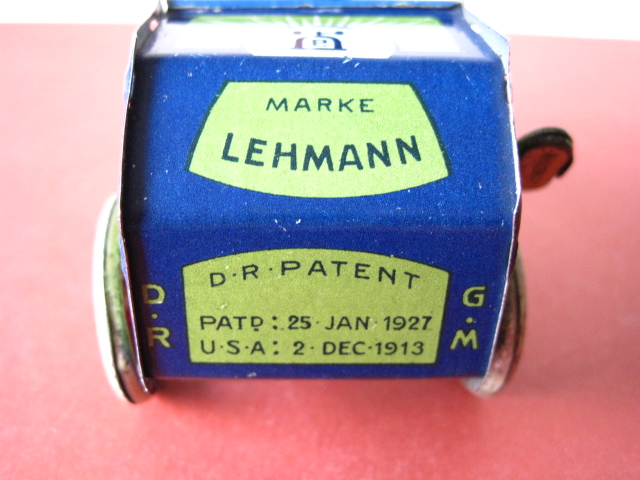 MARKE
LEHMANN
D·R·PATENT
PATD: 25·JAN·1927
U·S·A: 2·DEC·1913
D·R
G·M